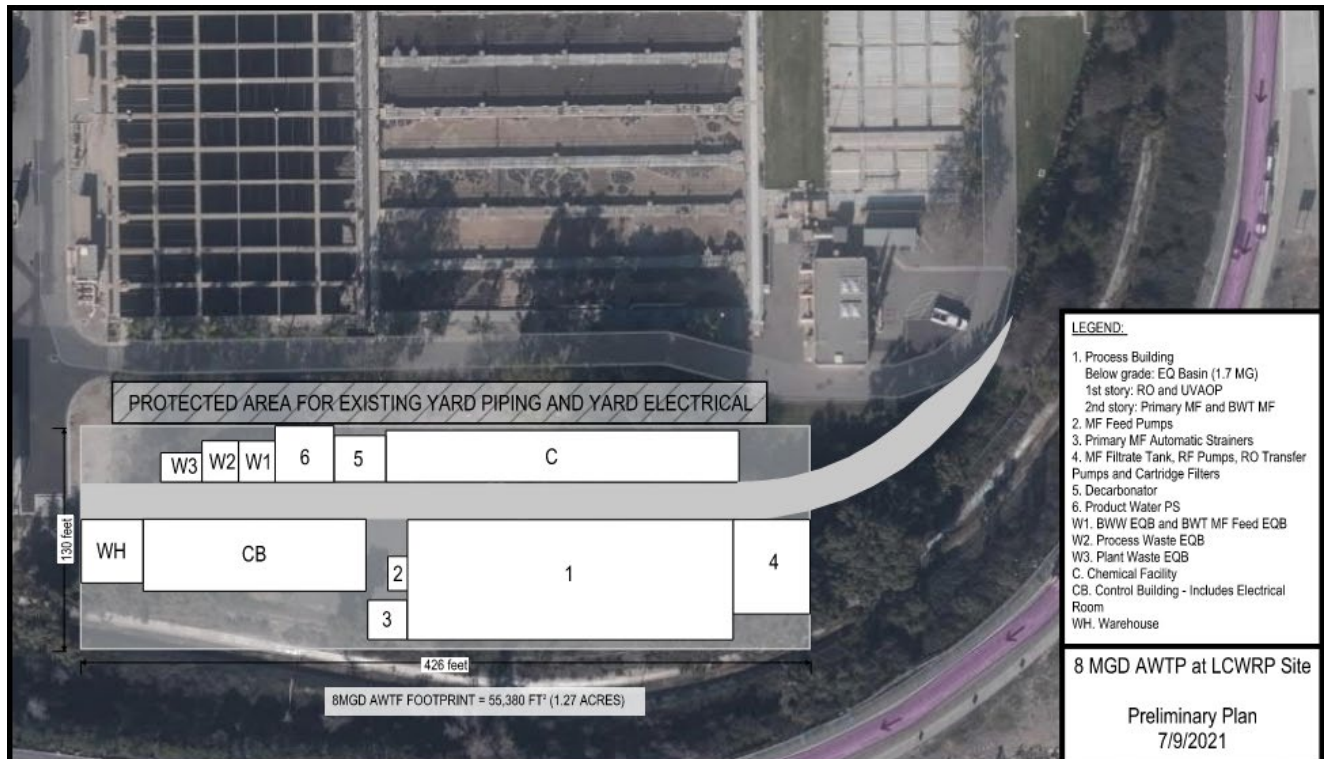 PROTECTED AREA FOR EXISTING YARD PIPING AND YARD ELECTRICAL
W3
W2
W1
6
5
C
130 feet
WH
CB
2
3
1
4
426 feet
8MGD AWTF FOOTPRINT = 55,380 FT² (1.27 ACRES)
LEGEND:
1. Process Building
Below grade: EQ Basin (1.7 MG)
1st story: RO and UVAOP
2nd story: Primary MF and BWT MF
2. MF Feed Pumps
3. Primary MF Automatic Strainers
4. MF Filtrate Tank, RF Pumps, RO Transfer
Pumps and Cartridge Filters
5. Decarbonator
6. Product Water PS
W1. BWW EQB and BWT MF Feed EQB
W2. Process Waste EQB
W3. Plant Waste EQB
C. Chemical Facility
CB. Control Building - Includes Electrical
Room
WH. Warehouse
8 MGD AWTP at LCWRP Site
Preliminary Plan
7/9/2021